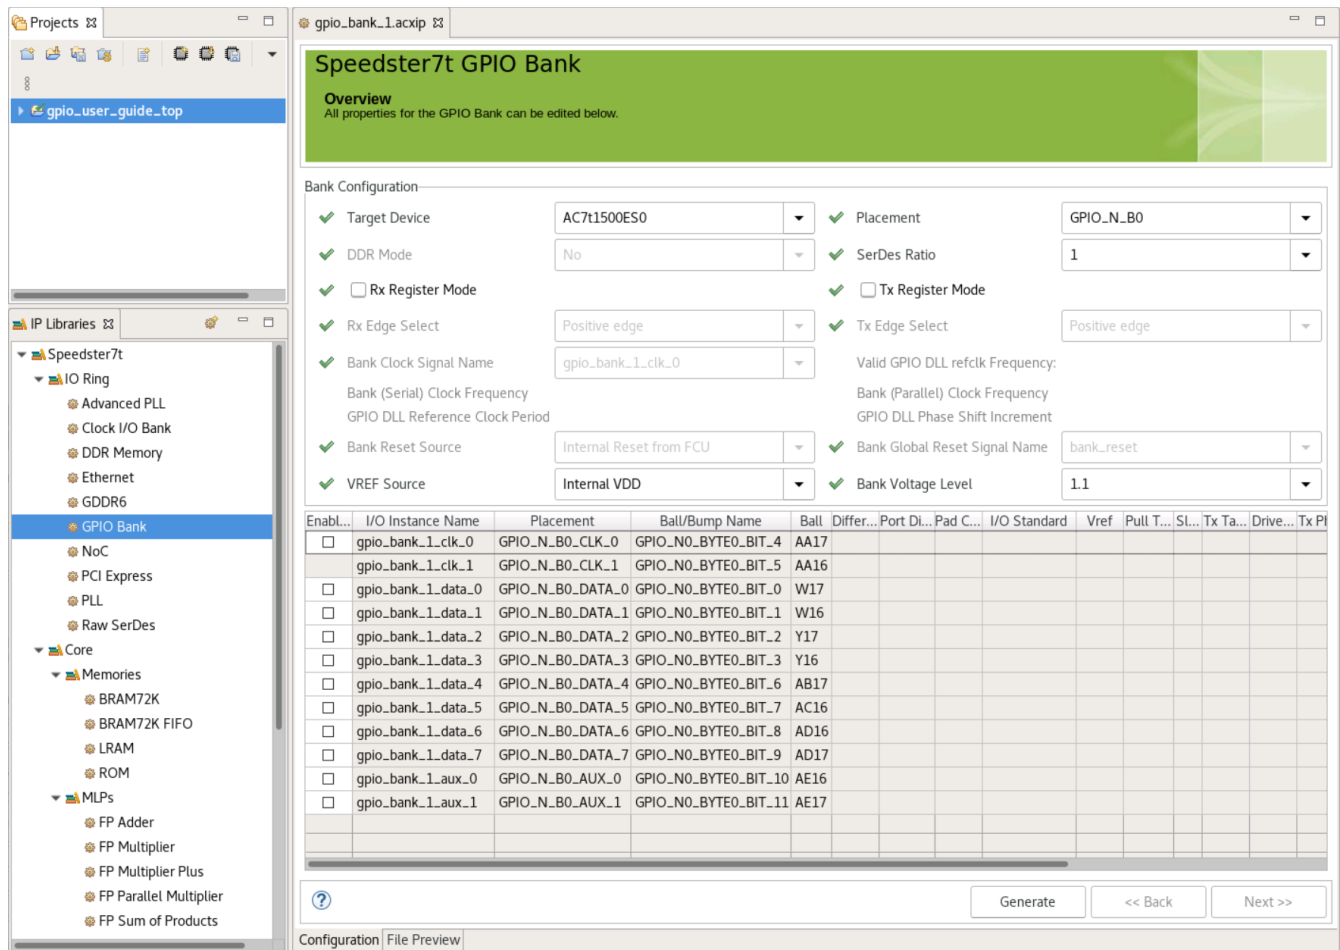 Projects
gpio_user_guide_top
IP Libraries
Speedster7t
IO Ring
Advanced PLL
Clock I/O Bank
DDR Memory
Ethernet
GDDR6
GPIO Bank
NoC
PCI Express
PLL
Raw SerDes
Core
Memories
BRAM72K
BRAM72K FIFO
LRAM
ROM
MLPs
FP Adder
FP Multiplier
FP Multiplier Plus
FP Parallel Multiplier
FP Sum of Products
gpio_bank_1.acxip
Speedster7t GPIO Bank
Overview
All properties for the GPIO Bank can be edited below.
Bank Configuration
Target Device AC7t1500ES0 Placement GPIO_N_B0
DDR Mode No SerDes Ratio 1
Rx Register Mode Tx Register Mode
Rx Edge Select Positive edge Tx Edge Select Positive edge
Bank Clock Signal Name gpio_bank_1_clk_0 Valid GPIO DLL refclk Frequency:
Bank (Serial) Clock Frequency Bank (Parallel) Clock Frequency
GPIO DLL Reference Clock Period GPIO DLL Phase Shift Increment
Bank Reset Source Internal Reset from FCU Bank Global Reset Signal Name bank_reset
VREF Source Internal VDD Bank Voltage Level 1.1
Enabl... I/O Instance Name Placement Ball/Bump Name Ball Differ... Port Di... Pad C... I/O Standard Vref Pull T... Sl... Tx Ta... Drive... Tx Ph
gpio_bank_1_clk_0 GPIO_N_B0_CLK_0 GPIO_N0_BYTE0_BIT_4 AA17
gpio_bank_1_clk_1 GPIO_N_B0_CLK_1 GPIO_N0_BYTE0_BIT_5 AA16
gpio_bank_1_data_0 GPIO_N_B0_DATA_0 GPIO_N0_BYTE0_BIT_0 W17
gpio_bank_1_data_1 GPIO_N_B0_DATA_1 GPIO_N0_BYTE0_BIT_1 W16
gpio_bank_1_data_2 GPIO_N_B0_DATA_2 GPIO_N0_BYTE0_BIT_2 Y17
gpio_bank_1_data_3 GPIO_N_B0_DATA_3 GPIO_N0_BYTE0_BIT_3 Y16
gpio_bank_1_data_4 GPIO_N_B0_DATA_4 GPIO_N0_BYTE0_BIT_6 AB17
gpio_bank_1_data_5 GPIO_N_B0_DATA_5 GPIO_N0_BYTE0_BIT_7 AC16
gpio_bank_1_data_6 GPIO_N_B0_DATA_6 GPIO_N0_BYTE0_BIT_8 AD16
gpio_bank_1_data_7 GPIO_N_B0_DATA_7 GPIO_N0_BYTE0_BIT_9 AD17
gpio_bank_1_aux_0 GPIO_N_B0_AUX_0 GPIO_N0_BYTE0_BIT_10 AE16
gpio_bank_1_aux_1 GPIO_N_B0_AUX_1 GPIO_N0_BYTE0_BIT_11 AE17
Generate << Back Next >>
Configuration File Preview